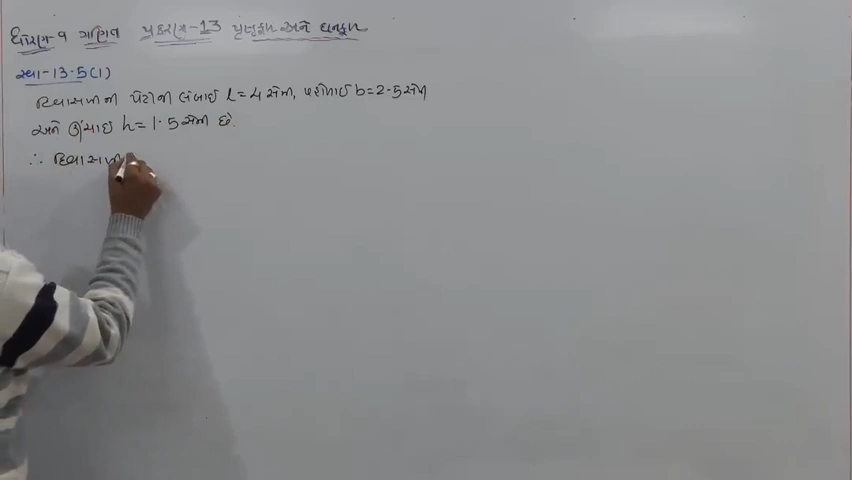 ધોરણ-૧ ગણિત પ્રકરણ-13 પૃષ્ઠફળ અને ઘનફળ
સ્વા-13.5(1)
દિવાસળીની પેટીની લંબાઈ l=4 સેમી, પહોળાઈ b=2.5 સેમી
અને ઊંચાઈ h=1.5 સેમી છે.
∴ દિવાસળી